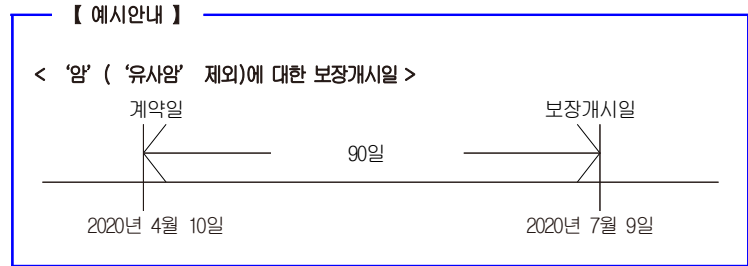 【 예시안내 】
< ‘암’ ( ‘유사암’ 제외)에 대한 보장개시일 >
계약일 보장개시일
90일
2020년 4월 10일 2020년 7월 9일